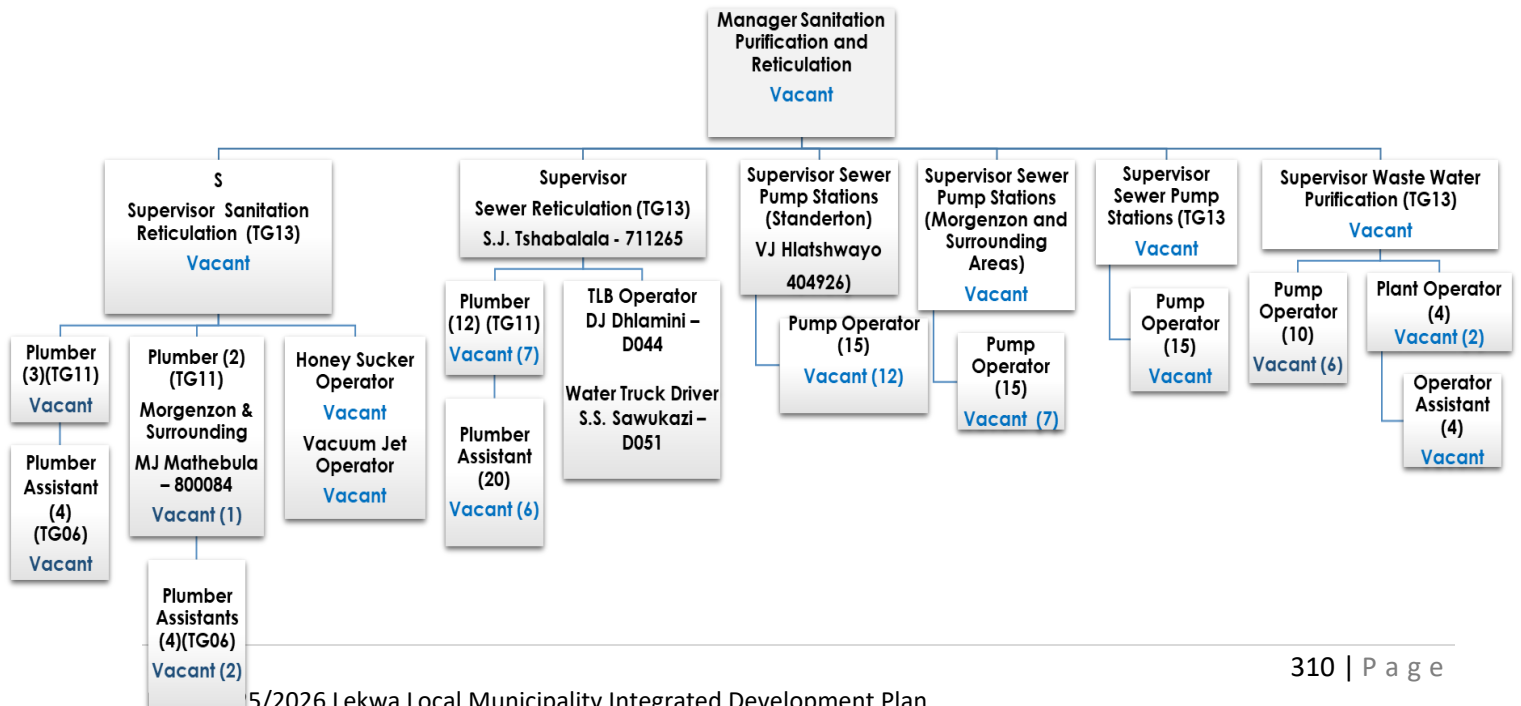 Manager Sanitation
Purification and
Reticulation
Vacant
S
Supervisor Sanitation
Reticulation (TG13)
Vacant
Plumber
(3)(TG11)
Vacant
Plumber
Assistant
(4)
(TG06)
Vacant
Plumber (2)
(TG11)
Morgenzon &
Surrounding
MJ Mathebula
– 800084
Vacant (1)
Plumber
Assistants
(4)(TG06)
Vacant (2)
Honey Sucker
Operator
Vacant
Vacuum Jet
Operator
Vacant
Supervisor
Sewer Reticulation (TG13)
S.J. Tshabalala - 711265
Plumber
(12) (TG11)
Vacant (7)
Plumber
Assistant
(20)
Vacant (6)
TLB Operator
DJ Dhlamini –
D044
Water Truck Driver
S.S. Sawukazi –
D051
Supervisor Sewer
Pump Stations
(Standerton)
VJ Hlatshwayo
404926)
Pump Operator
(15)
Vacant (12)
Supervisor Sewer
Pump Stations
(Morgenzon and
Surrounding
Areas)
Vacant
Pump
Operator
(15)
Vacant (7)
Supervisor
Sewer Pump
Stations (TG13
Vacant
Pump
Operator
(15)
Vacant
Supervisor Waste Water
Purification (TG13)
Vacant
Pump
Operator
(10)
Vacant (6)
Plant Operator
(4)
Vacant (2)
Operator
Assistant
(4)
Vacant
310 | P a g e
5/2026 Lekwa Local Municipality Integrated Development Plan